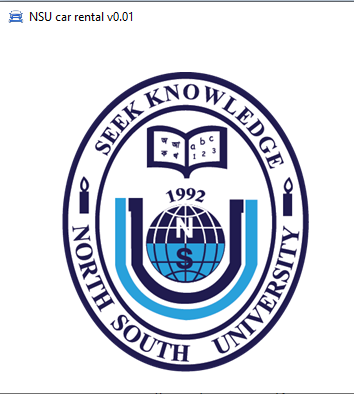 NSU car rental v0.01
SEEK KNOWLEDGE
অ আ a b c
ক খ 1 2 3
1992
N
S
NORTH SOUTH UNIVERSITY